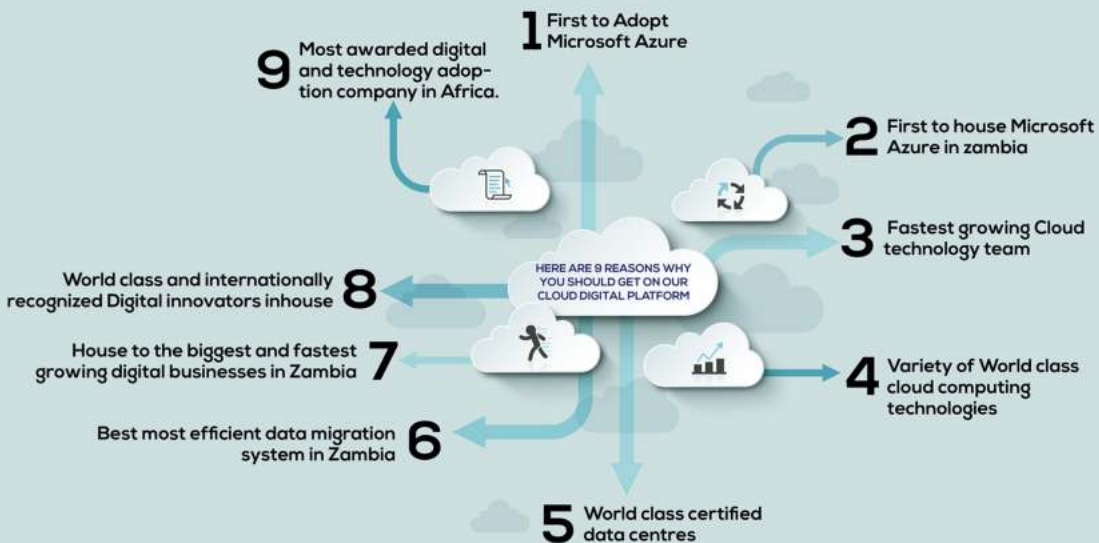 HERE ARE 9 REASONS WHY
YOU SHOULD GET ON OUR
CLOUD DIGITAL PLATFORM
1 First to Adopt
Microsoft Azure
2 First to house Microsoft
Azure in zambia
3 Fastest growing Cloud
technology team
4 Variety of World class
cloud computing
technologies
5 World class certified
data centres
6 Best most efficient data migration
system in Zambia
7 House to the biggest and fastest
growing digital businesses in Zambia
8 World class and internationally
recognized Digital innovators inhouse
9 Most awarded digital
and technology adop-
tion company in Africa.